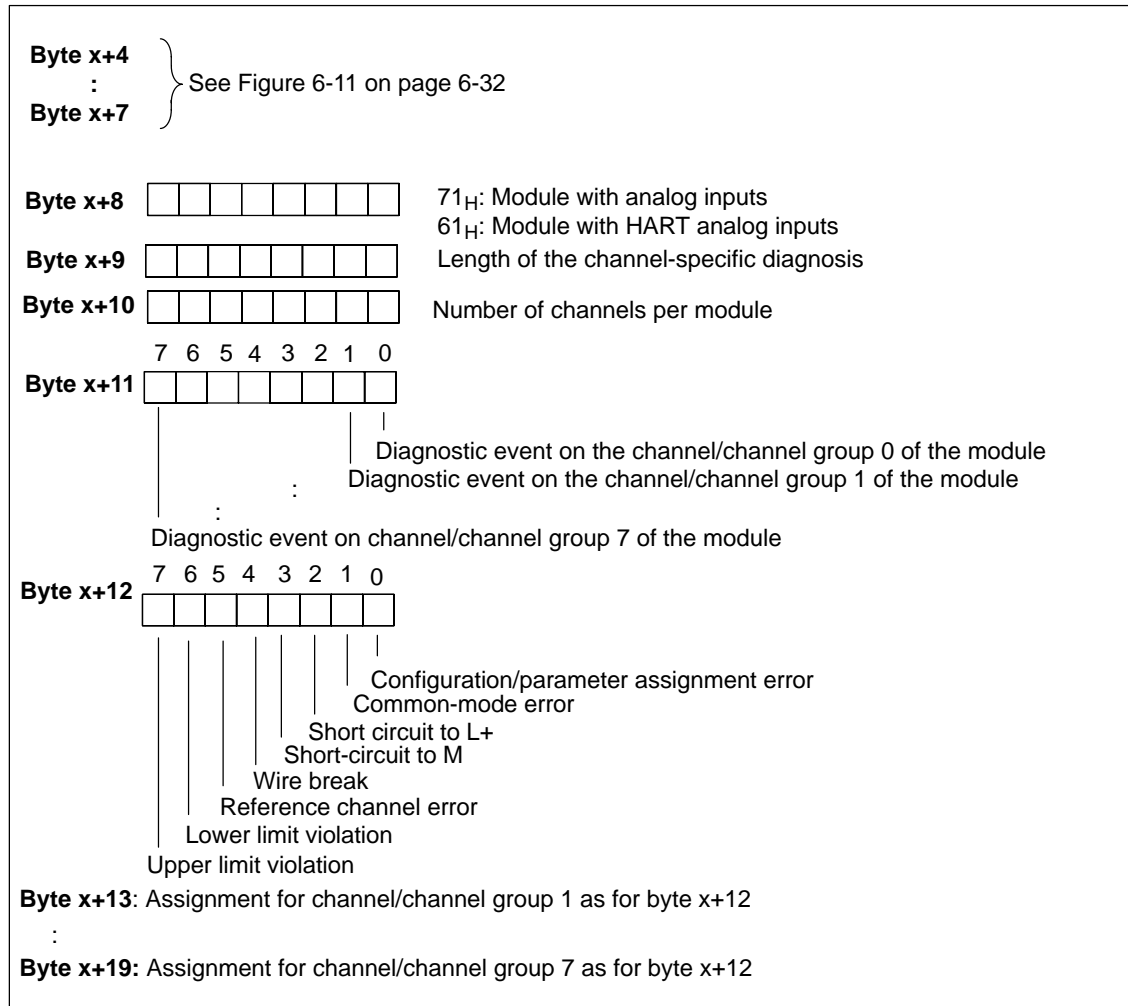 Byte x+4
:
Byte x+7
See Figure 6-11 on page 6-32
Byte x+8
71H: Module with analog inputs
61H: Module with HART analog inputs
Byte x+9
Length of the channel-specific diagnosis
Byte x+10
Number of channels per module
7 6 5 4 3 2 1 0
Byte x+11
Diagnostic event on the channel/channel group 0 of the module
Diagnostic event on the channel/channel group 1 of the module
:
:
Diagnostic event on channel/channel group 7 of the module
7 6 5 4 3 2 1 0
Byte x+12
Configuration/parameter assignment error
Common-mode error
Short circuit to L+
Short-circuit to M
Wire break
Reference channel error
Lower limit violation
Upper limit violation
Byte x+13: Assignment for channel/channel group 1 as for byte x+12
:
Byte x+19: Assignment for channel/channel group 7 as for byte x+12